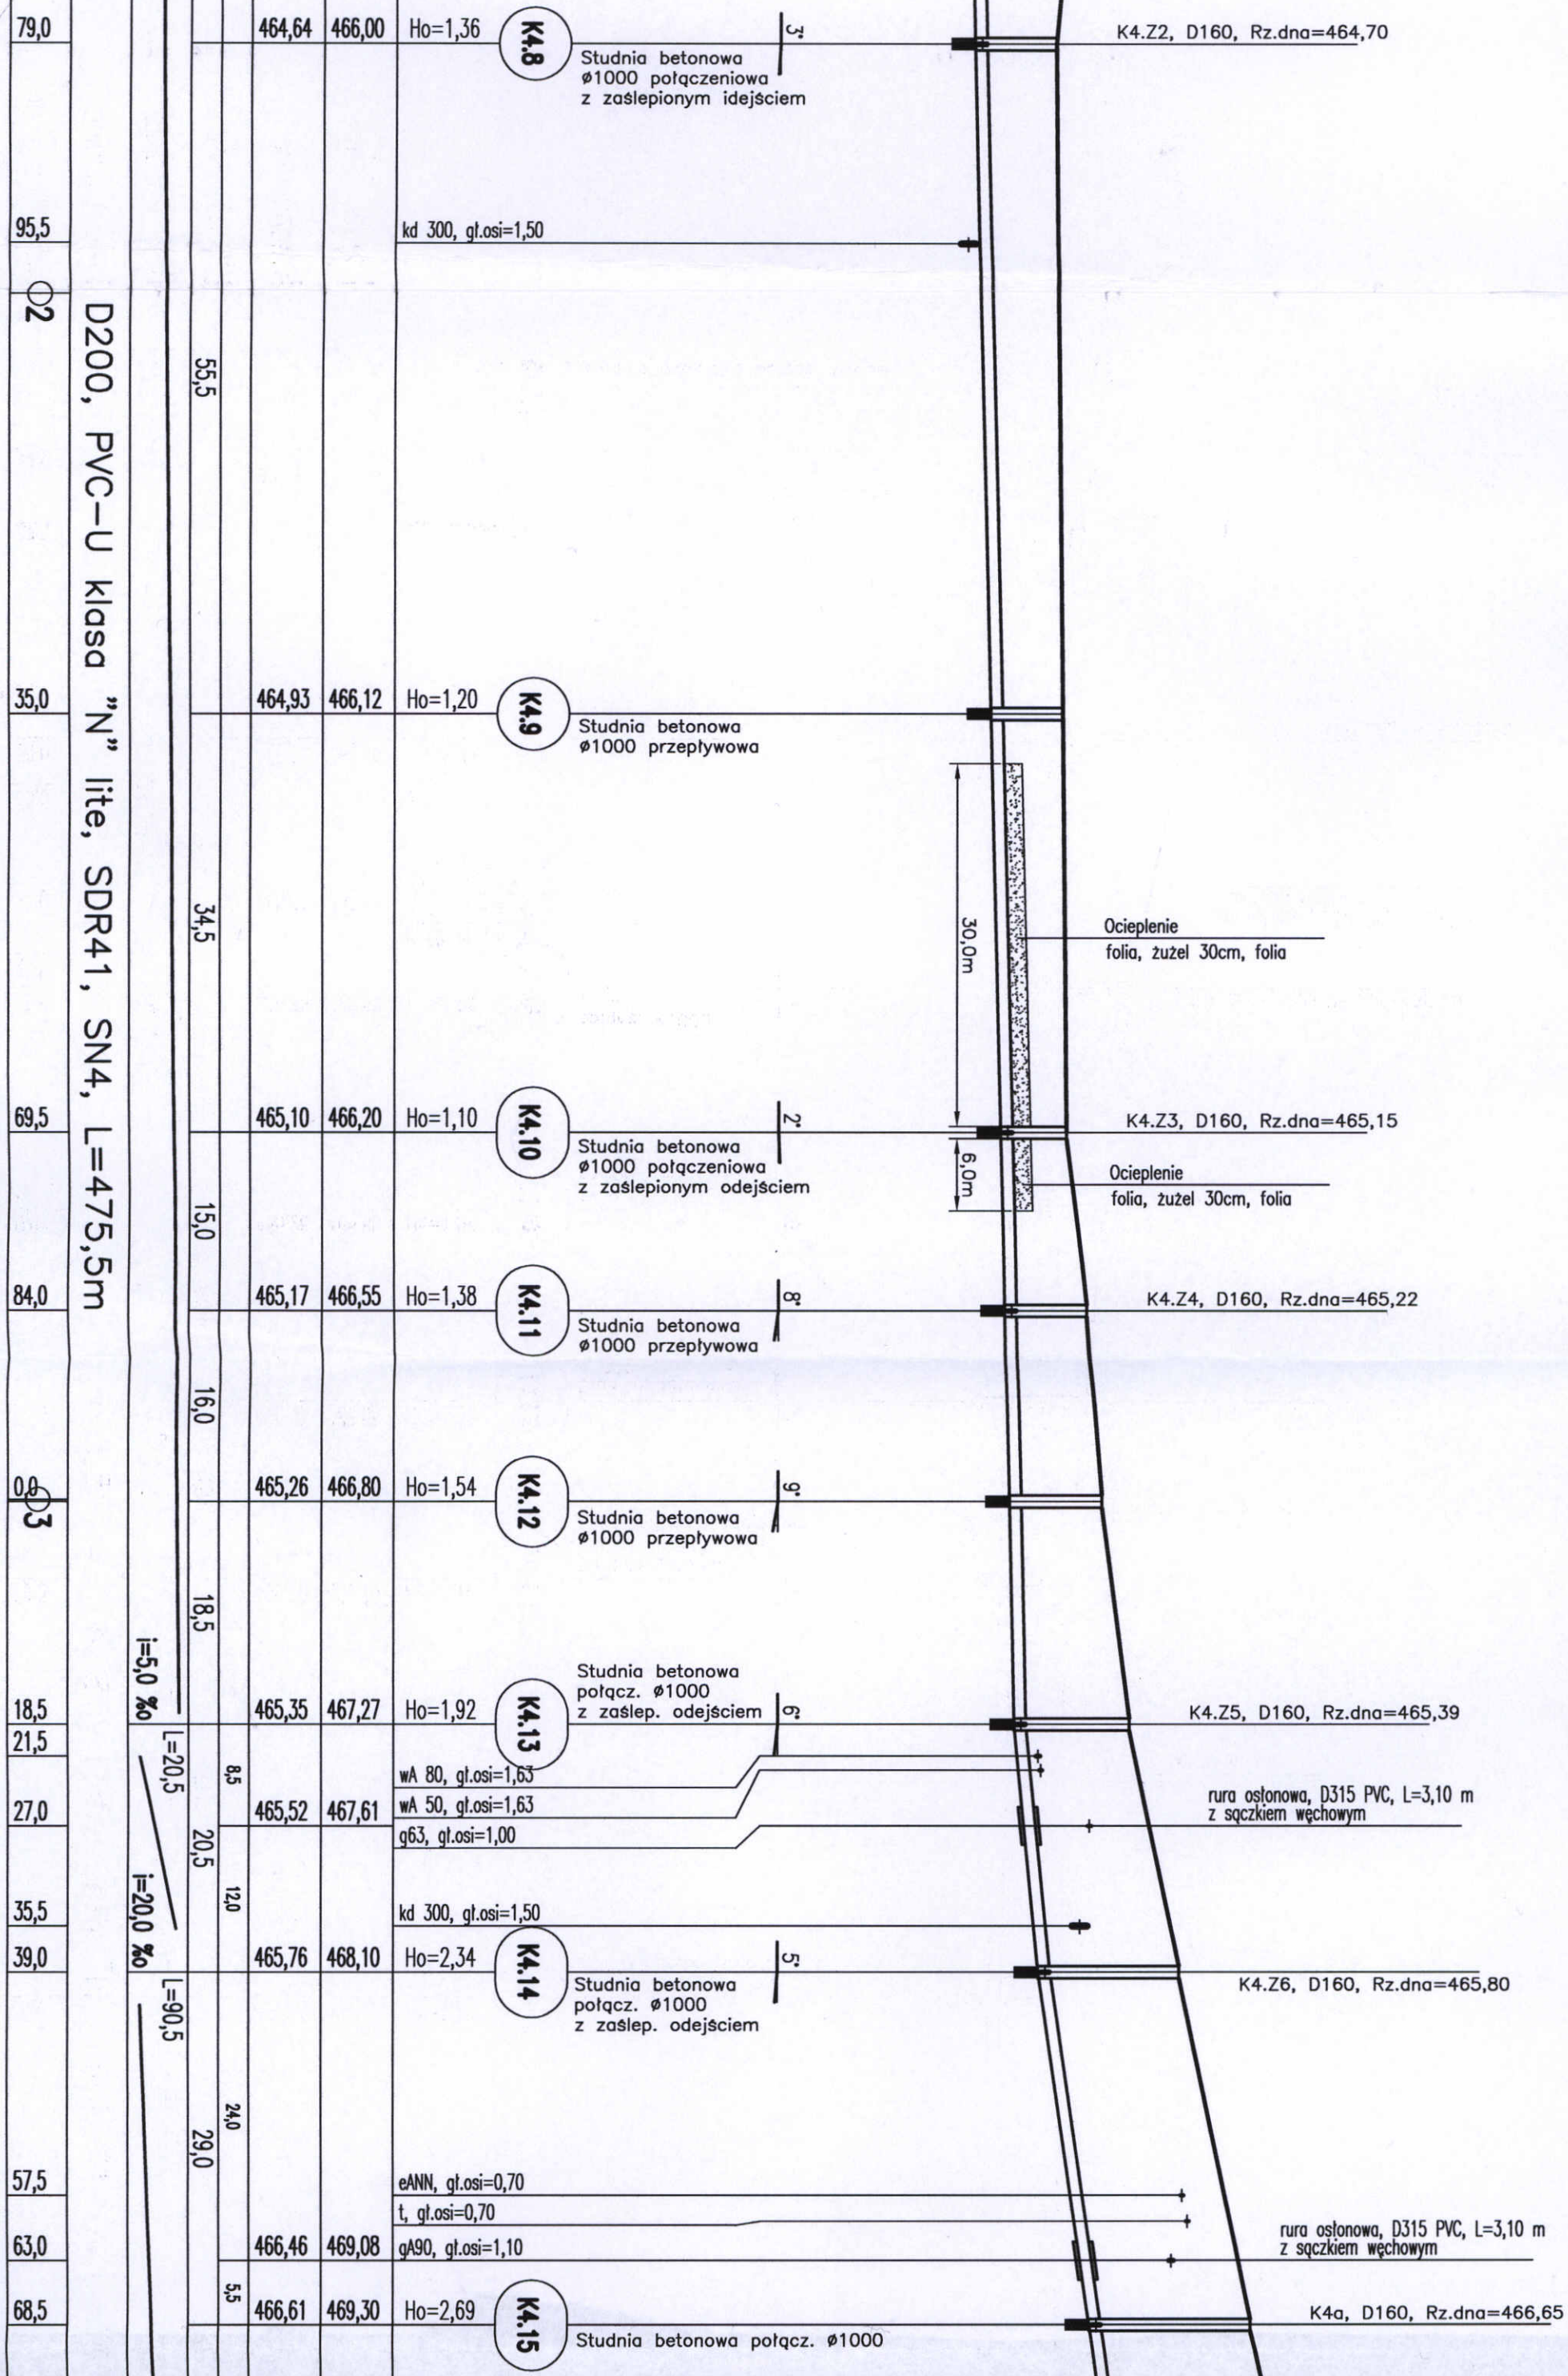 79,0
464,64 466,00 Ho=1,36
K4.8
Studnia betonowa
ø1000 połączeniowa
z zaślepionym idejściem
3°
K4.Z2, D160, Rz.dna=464,70
95,5
kd 300, gł.osi=1,50
2
D200, PVC-U klasa "N" lite, SDR41, SN4, L=475,5m
55,5
35,0
464,93 466,12 Ho=1,20
K4.9
Studnia betonowa
ø1000 przepływowa
34,5
30,0m
Ocieplenie
folia, żużel 30cm, folia
69,5
465,10 466,20 Ho=1,10
K4.10
Studnia betonowa
ø1000 połączeniowa
z zaślepionym odejściem
2°
K4.Z3, D160, Rz.dna=465,15
6,0m
Ocieplenie
folia, żużel 30cm, folia
15,0
84,0
465,17 466,55 Ho=1,38
K4.11
Studnia betonowa
ø1000 przepływowa
8°
K4.Z4, D160, Rz.dna=465,22
16,0
0,0
3
465,26 466,80 Ho=1,54
K4.12
Studnia betonowa
ø1000 przepływowa
9°
18,5
i=5,0 ‰
18,5
465,35 467,27 Ho=1,92
K4.13
Studnia betonowa
połącz. ø1000
z zaślep. odejściem
6°
K4.Z5, D160, Rz.dna=465,39
21,5
L=20,5
8,5
wA 80, gł.osi=1,63
wA 50, gł.osi=1,63
27,0
465,52 467,61
g63, gł.osi=1,00
rura osłonowa, D315 PVC, L=3,10 m
z sączkiem węchowym
20,5
12,0
i=20,0 ‰
35,5
kd 300, gł.osi=1,50
39,0
465,76 468,10 Ho=2,34
K4.14
Studnia betonowa
połącz. ø1000
z zaślep. odejściem
5°
K4.Z6, D160, Rz.dna=465,80
L=90,5
24,0
29,0
57,5
eANN, gł.osi=0,70
t, gł.osi=0,70
63,0
466,46 469,08 gA90, gł.osi=1,10
rura osłonowa, D315 PVC, L=3,10 m
z sączkiem węchowym
5,5
68,5
466,61 469,30 Ho=2,69
K4.15
Studnia betonowa połącz. ø1000
K4a, D160, Rz.dna=466,65